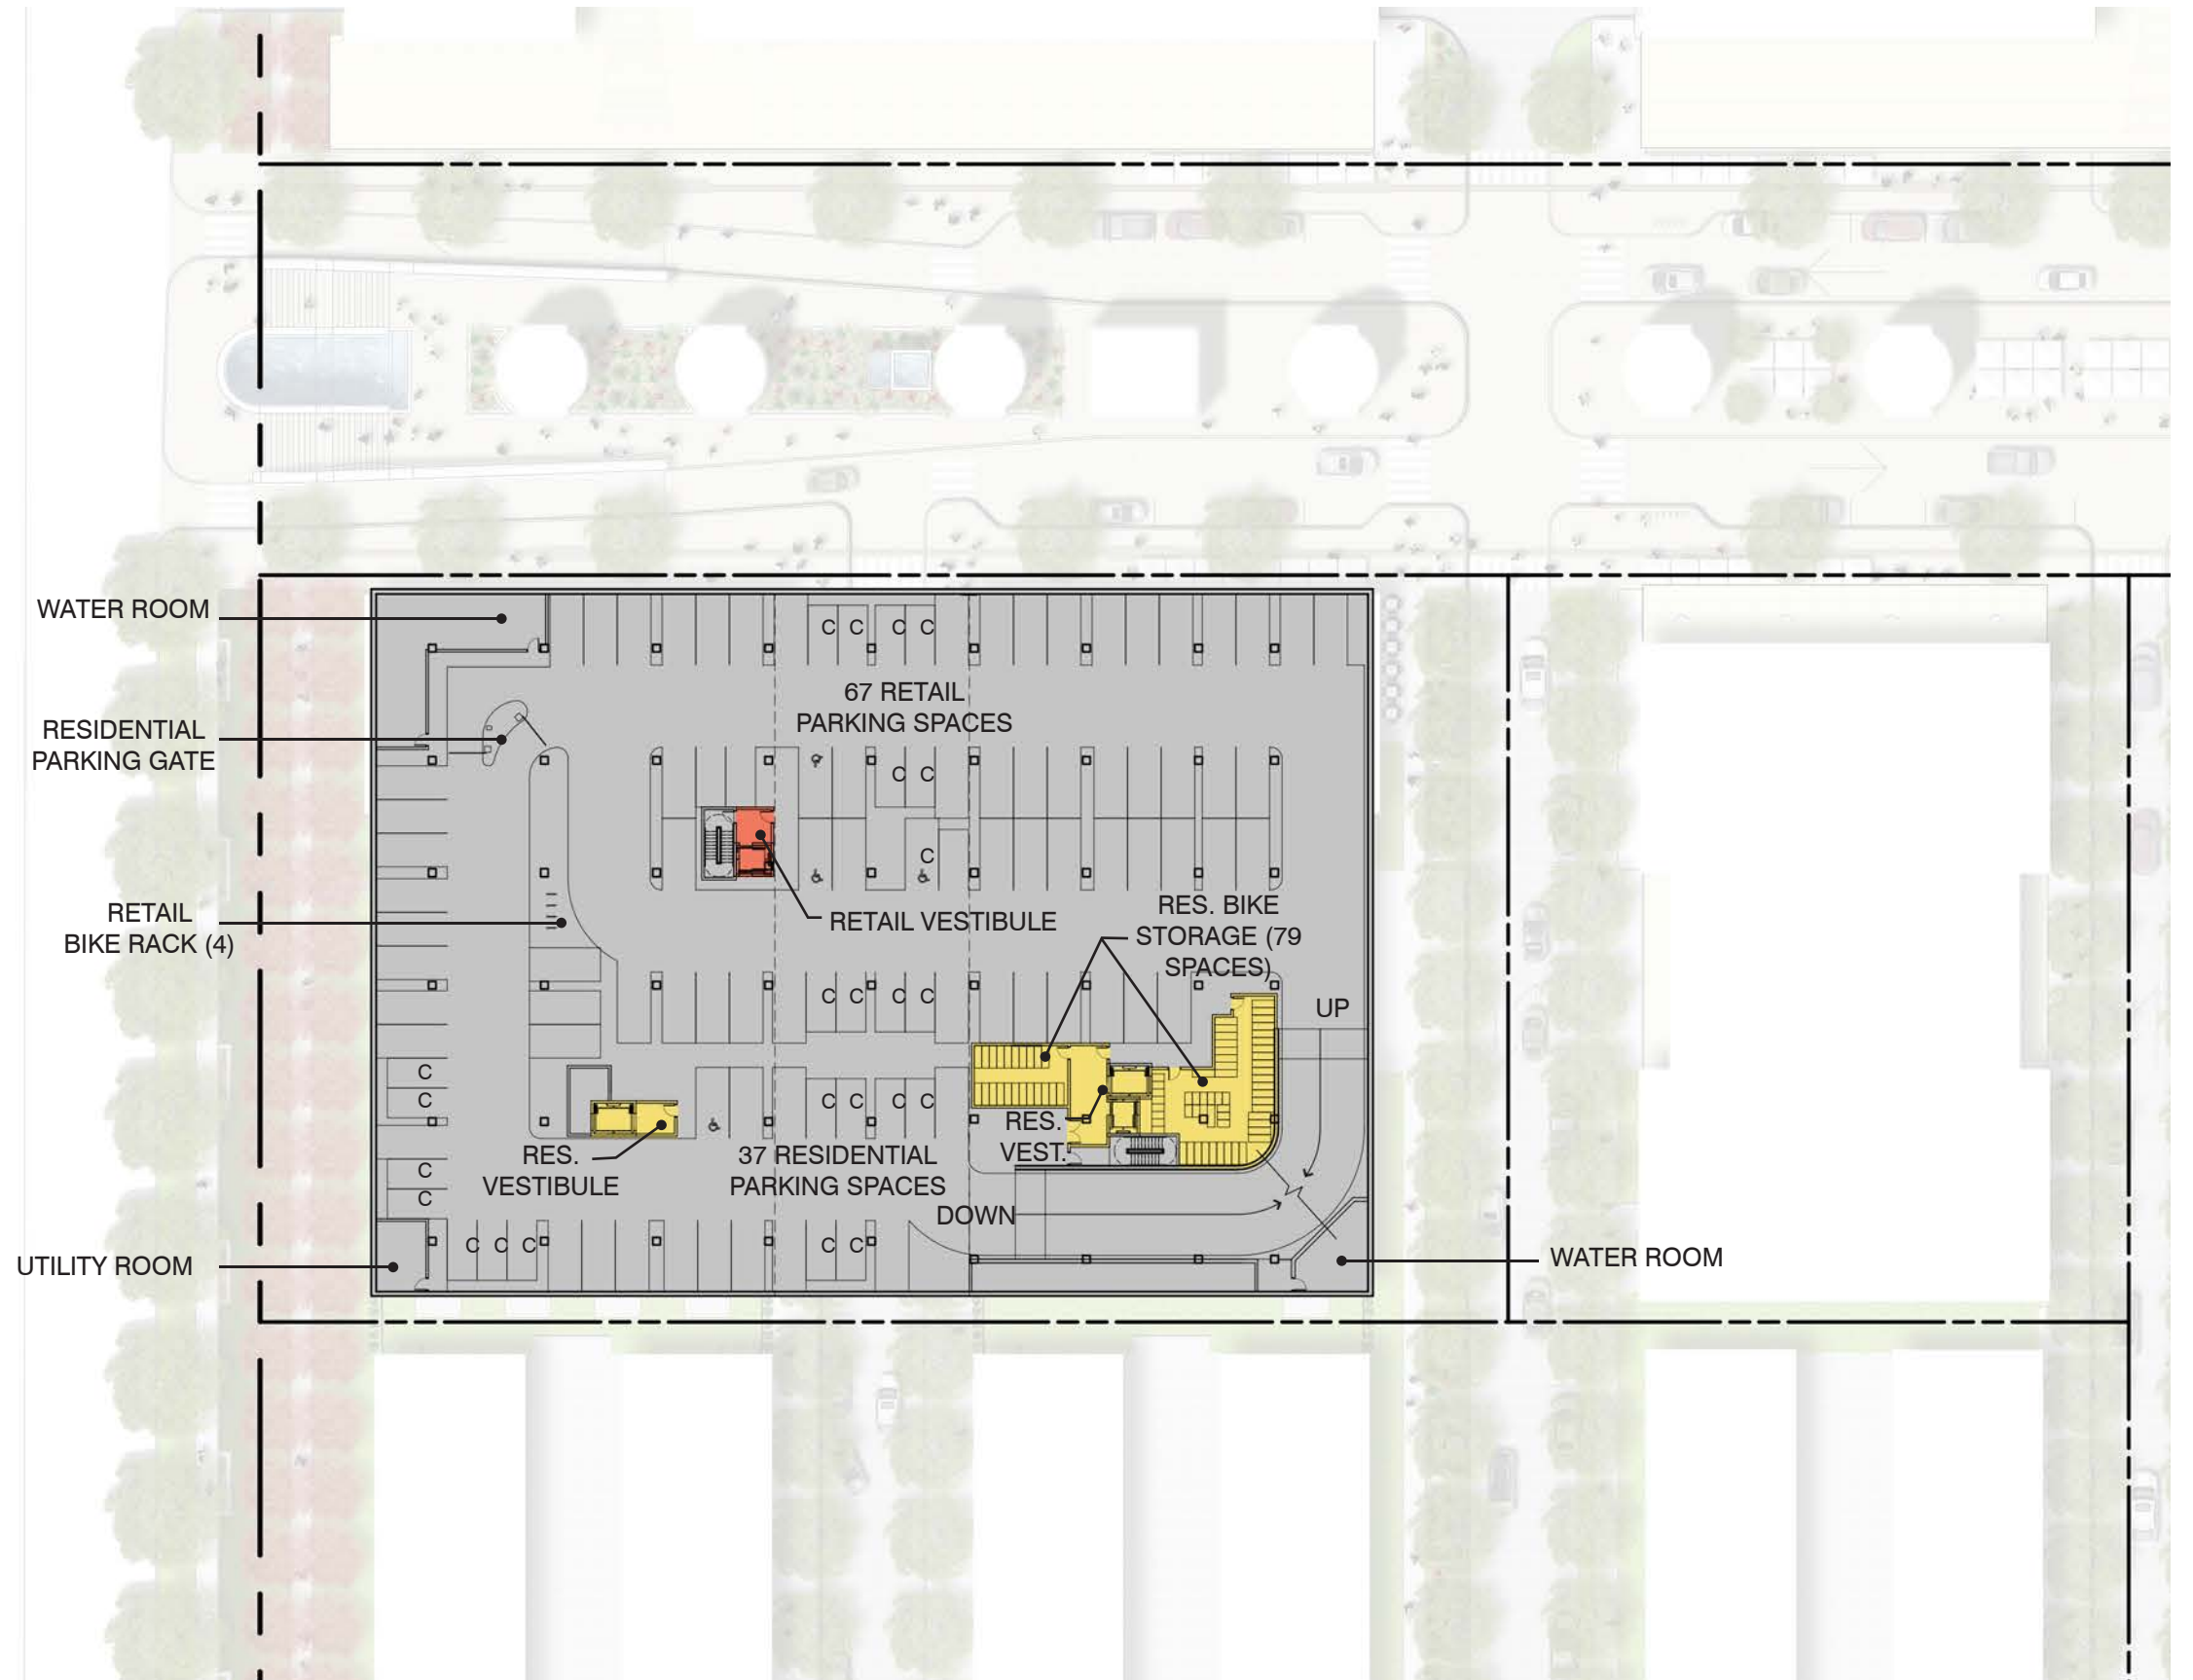 C C C C
WATER ROOM
67 RETAIL
PARKING SPACES
RESIDENTIAL
PARKING GATE
C C
C
RETAIL
BIKE RACK (4)
RETAIL VESTIBULE
RES. BIKE
STORAGE (79
SPACES)
C C C C
UP
C
C
C C C C
RES.
VEST.
RES.
VESTIBULE
37 RESIDENTIAL
PARKING SPACES
C
C
DOWN
C C C
C C
UTILITY ROOM
WATER ROOM